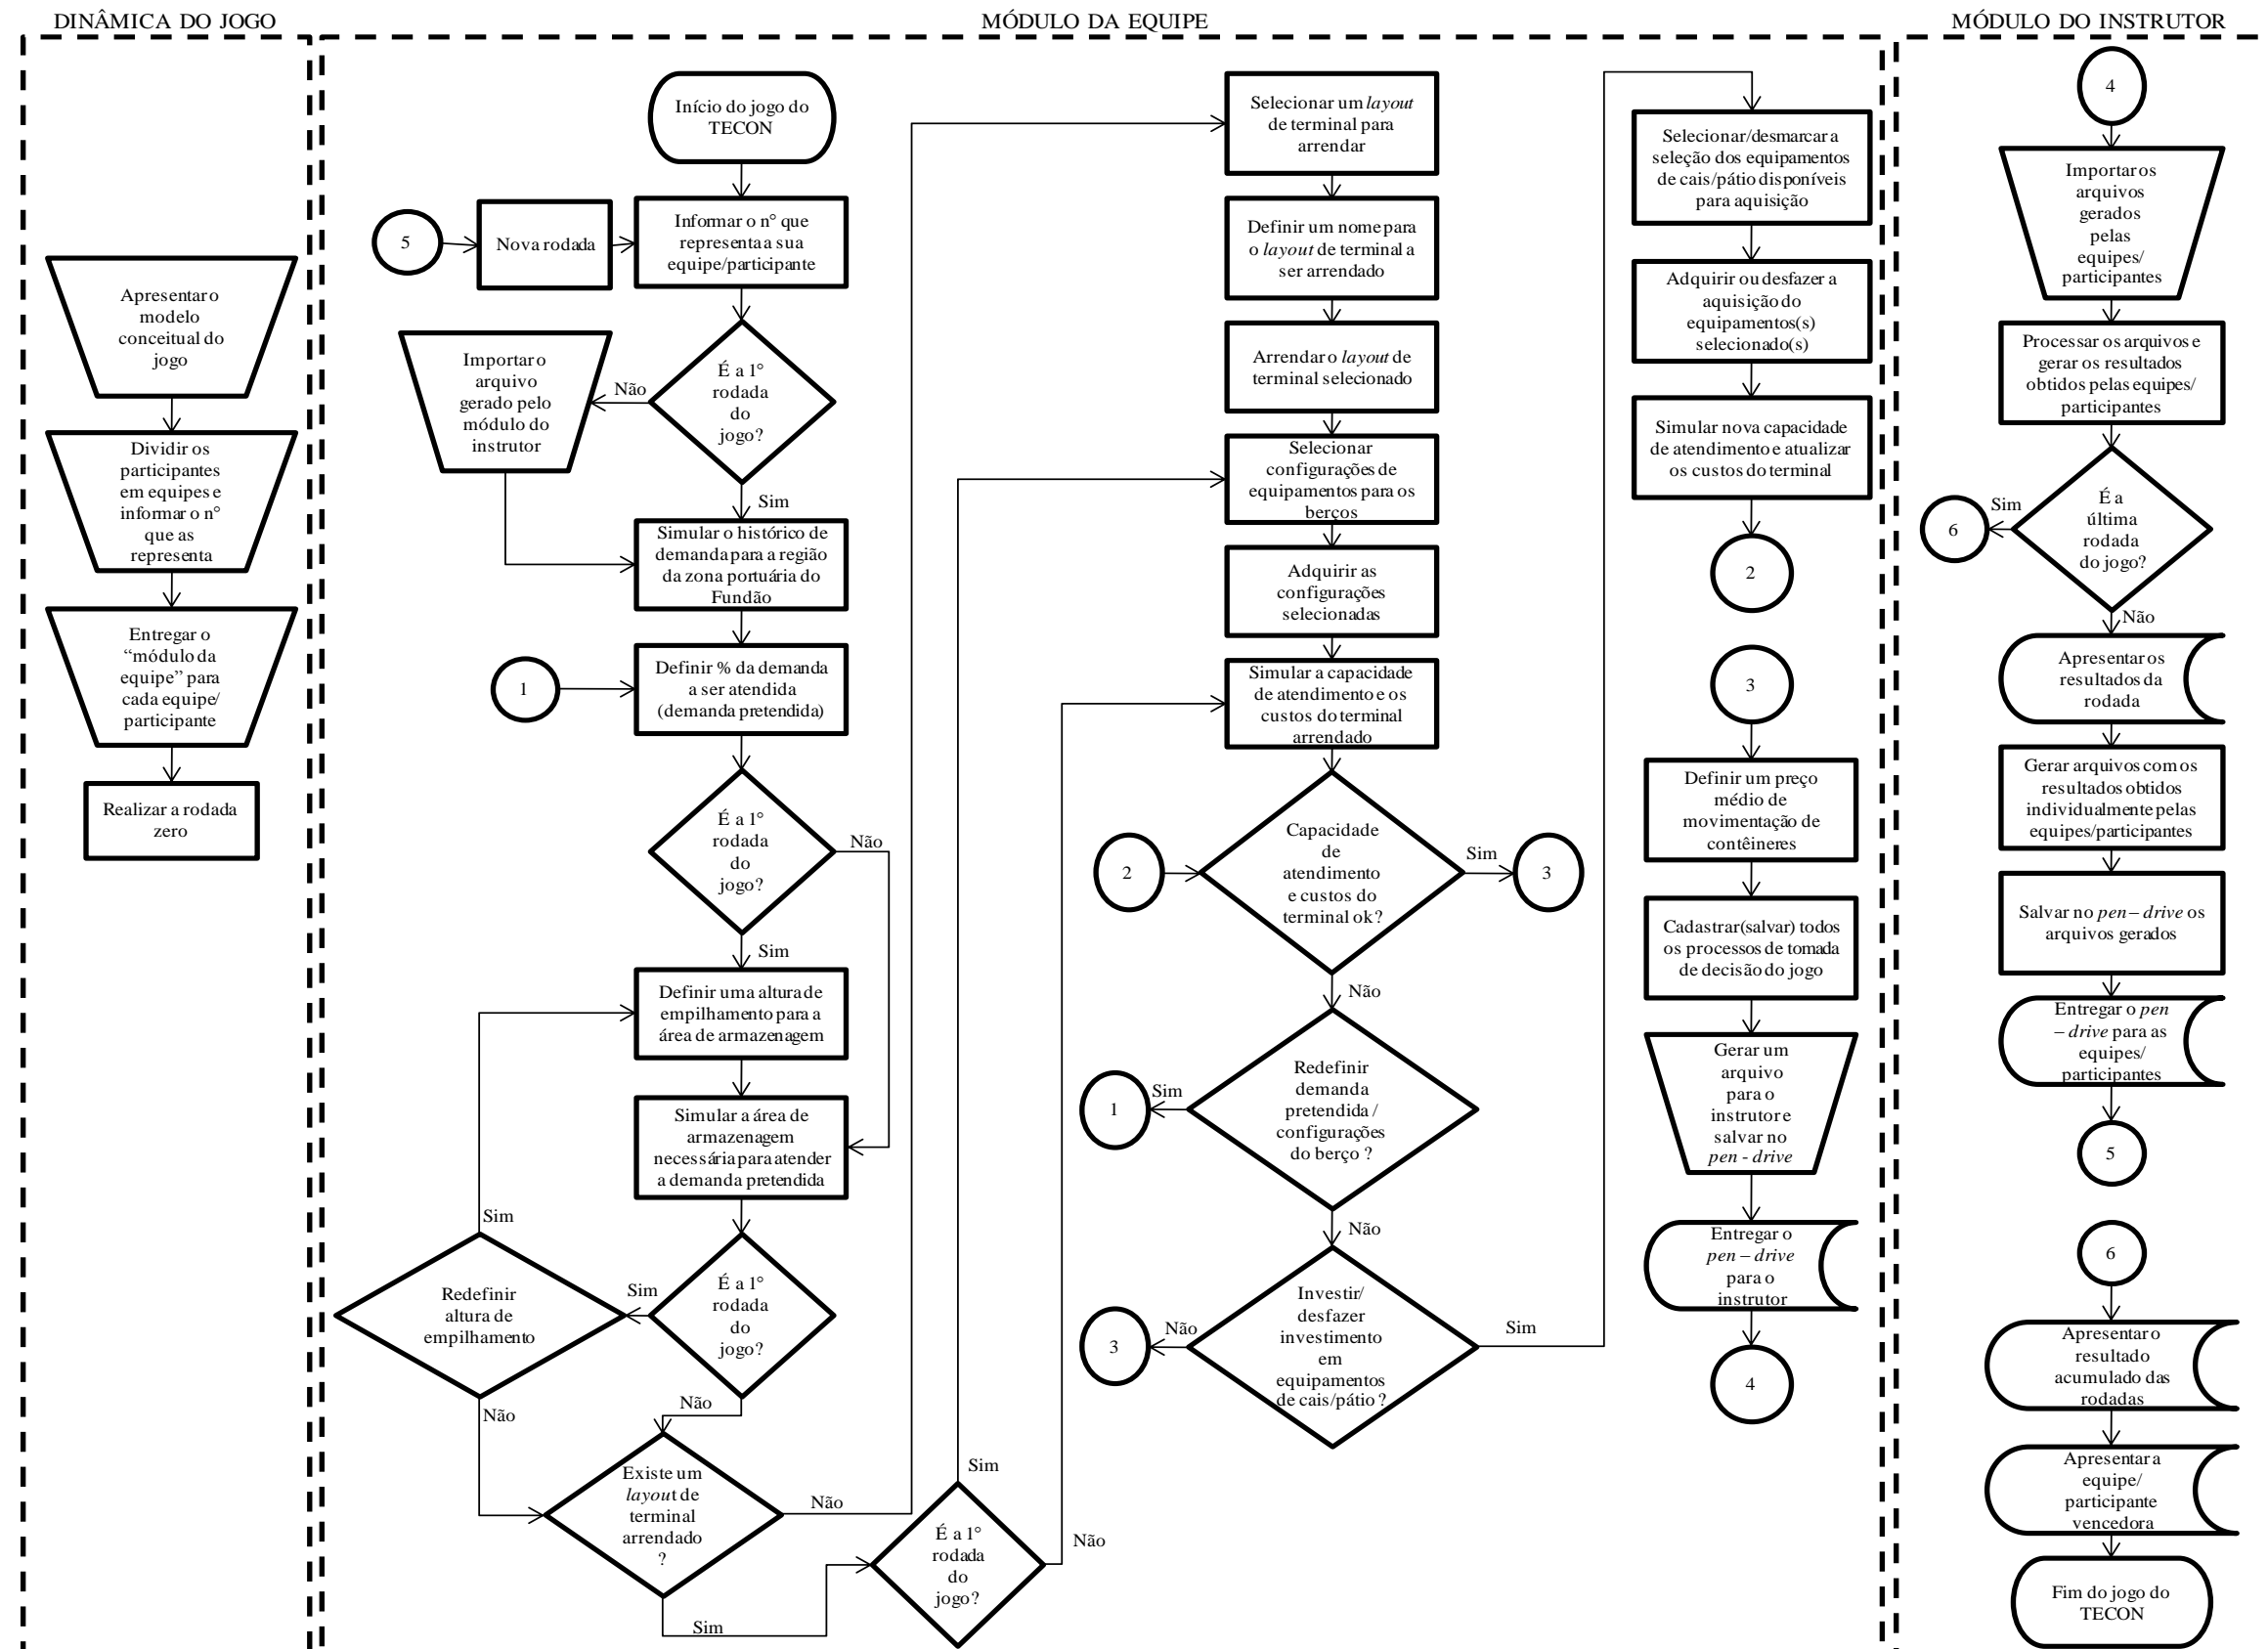 DINÂMICA DO JOGO
MÓDULO DA EQUIPE
MÓDULO DO INSTRUTOR
Apresentar o
modelo
conceitual do
jogo
Dividir os
participantes
em equipes e
informar o n°
que as
representa
Entregar o
“módulo da
equipe” para
cada equipe/
participante
Realizar a rodada
zero
Início do jogo do
TECON
5
Nova rodada
Informar o n° que
representa a sua
equipe/participante
É a 1°
rodada
do
jogo?
Não
Sim
Importar o
arquivo
gerado pelo
módulo do
instrutor
Simular o histórico de
demanda para a região
da zona portuária do
Fundão
1
Definir % da demanda
a ser atendida
(demanda pretendida)
É a 1°
rodada
do
jogo?
Não
Sim
Definir uma altura de
empilhamento para a
área de armazenagem
Simular a área de
armazenagem
necessária para atender
a demanda pretendida
Sim
É a 1°
rodada
do
jogo?
Sim
Redefinir
altura de
empilhamento
Não
Não
Existe um
layout de
terminal
arrendado
?
Não
Sim
É a 1°
rodada
do
jogo?
Sim
Não
Selecionar um layout
de terminal para
arrendar
Definir um nome para
o layout de terminal a
ser arrendado
Arrendar o layout de
terminal selecionado
Selecionar
configurações de
equipamentos para os
berços
Adquirir as
configurações
selecionadas
Simular a capacidade
de atendimento e os
custos do terminal
arrendado
2
Capacidade
de
atendimento
e custos do
terminal ok?
Sim
3
Não
Redefinir
demanda
pretendida /
configurações
do berço ?
Sim
1
Não
Investir/
desfazer
investimento
em
equipamentos
de cais/pátio ?
Não
3
Sim
Selecionar/desmarcar a
seleção dos equipamentos
de cais/pátio disponíveis
para aquisição
Adquirir ou desfazer a
aquisição do
equipamentos(s)
selecionado(s)
Simular nova capacidade
de atendimento e atualizar
os custos do terminal
2
3
Definir um preço
médio de
movimentação de
contêineres
Cadastrar(salvar) todos
os processos de tomada
de decisão do jogo
Gerar um
arquivo
para o
instrutor e
salvar no
pen - drive
Entregar o
pen – drive
para o
instrutor
4
4
Importar os
arquivos
gerados
pelas
equipes/
participantes
Processar os arquivos e
gerar os resultados
obtidos pelas equipes/
participantes
É a
última
rodada
do jogo?
Sim
6
Não
Apresentar os
resultados da
rodada
Gerar arquivos com os
resultados obtidos
individualmente pelas
equipes/participantes
Salvar no pen – drive os
arquivos gerados
Entregar o pen
– drive para as
equipes/
participantes
5
6
Apresentar o
resultado
acumulado das
rodadas
Apresentar a
equipe/
participante
vencedora
Fim do jogo do
TECON